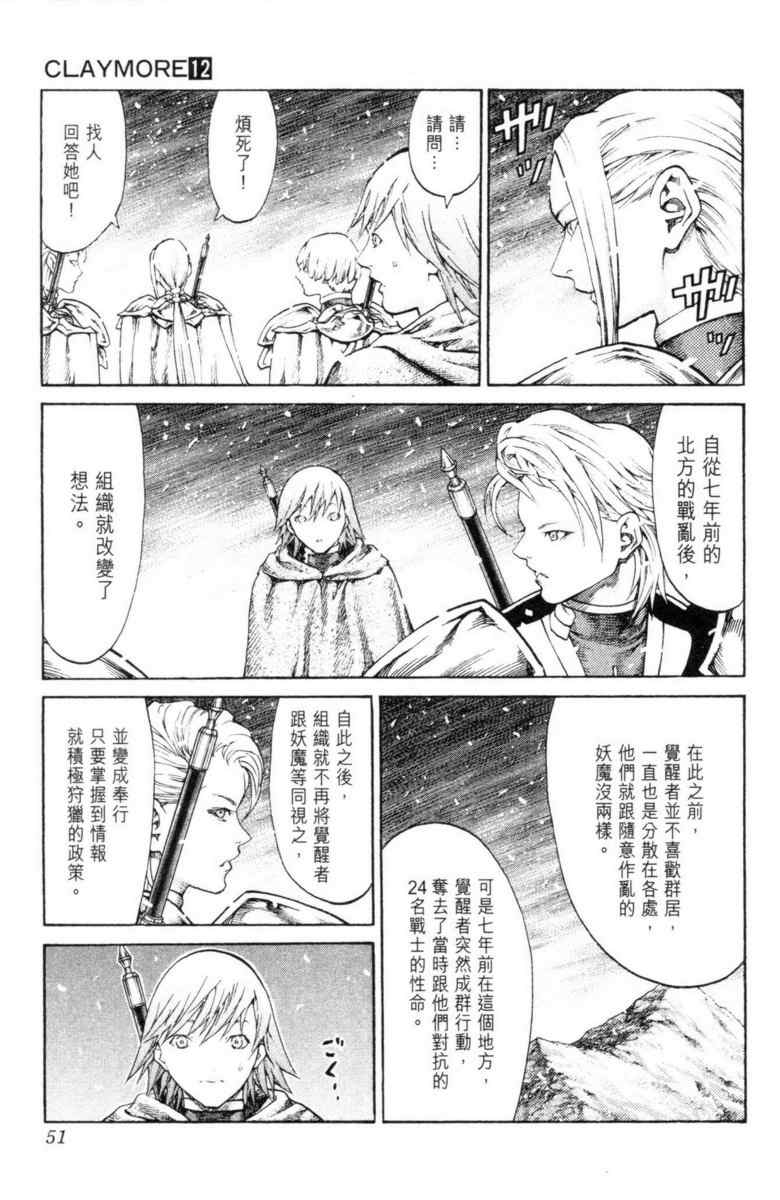 CLAYMORE 12
ギギギ
ギギギ
請…
請問…
煩死了！
找人
回答她吧！
自從七年前的
北方的戰亂後，
組織就改變了
想法。
在此之前，
覺醒者並不喜歡群居，
一直也是分散在各處，
他們就跟隨意作亂的
妖魔沒兩樣。
可是七年前在這個地方，
覺醒者突然成群行動，
奪去了當時跟他們對抗的
24名戰士的性命。
自此之後，
組織就不再將覺醒者
跟妖魔等同視之，
並變成奉行
只要掌握到情報
就積極狩獵的政策。
ごく…
51